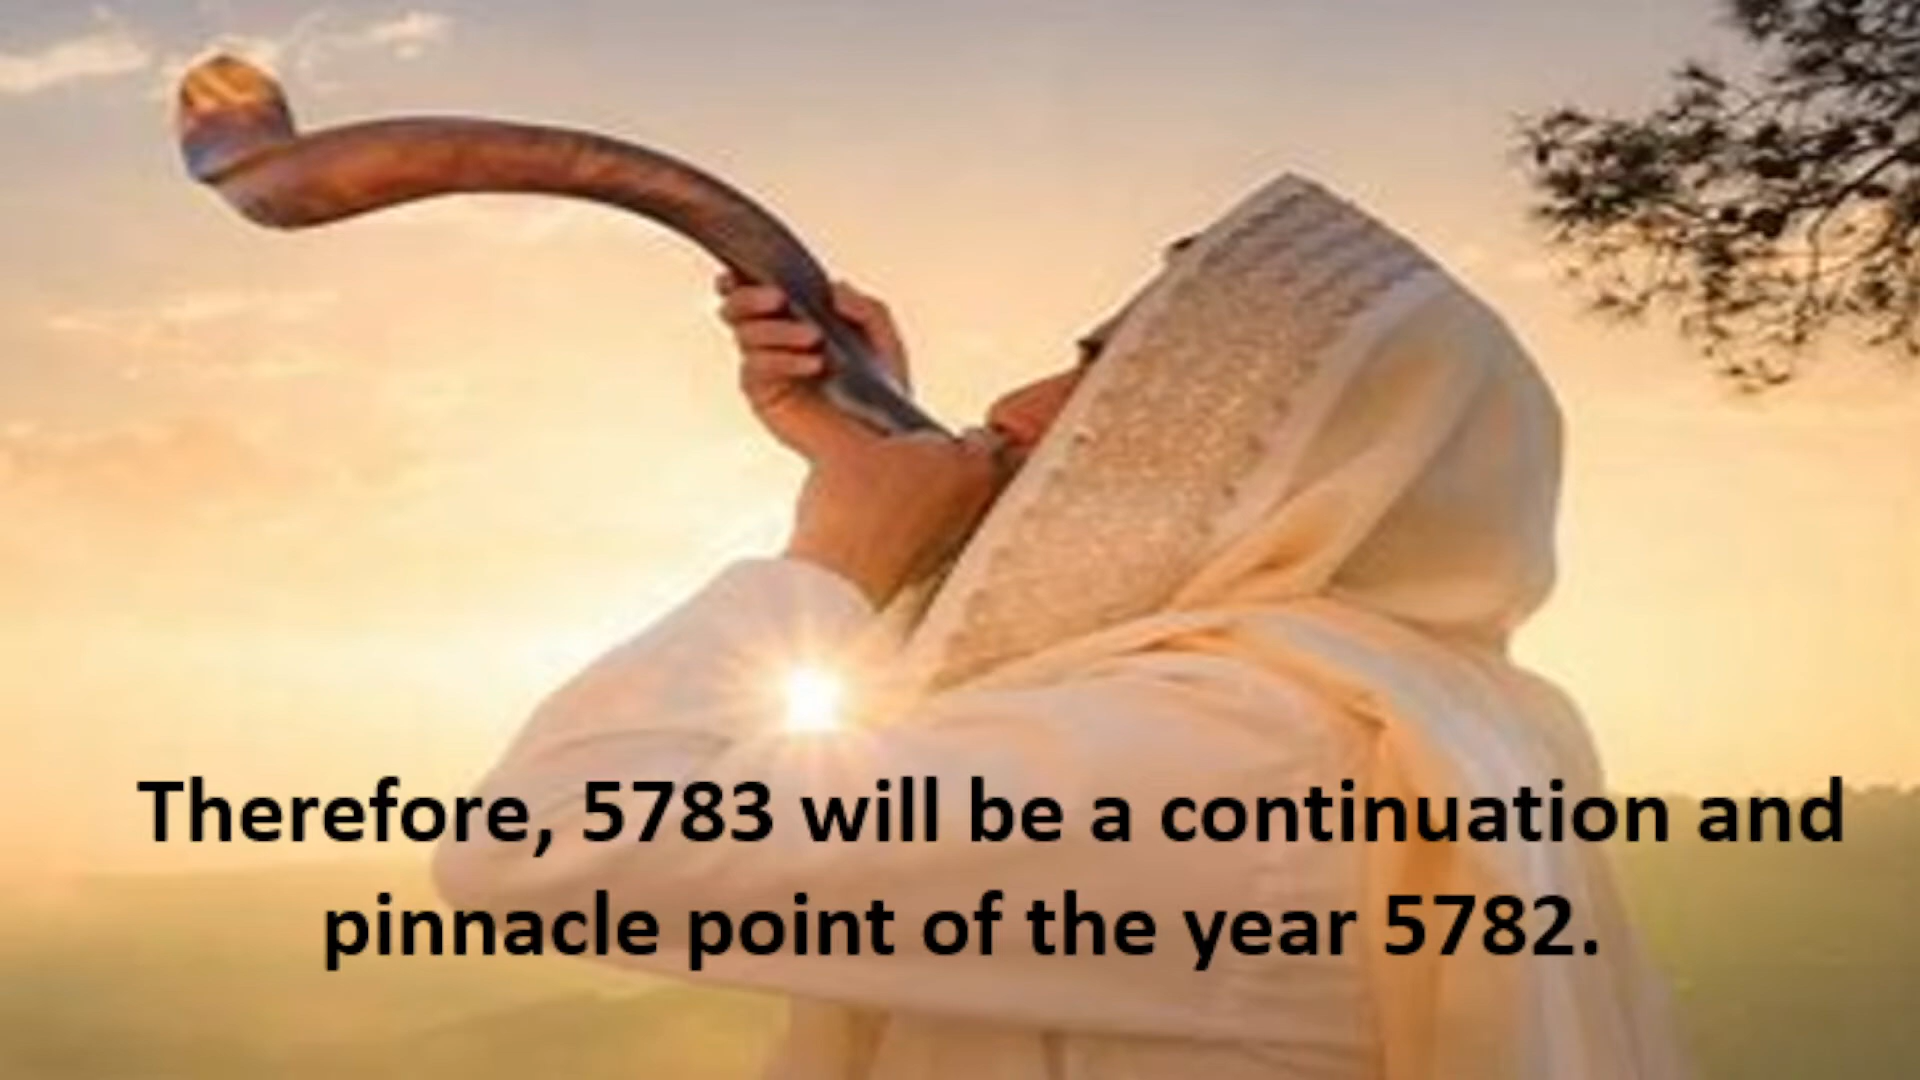 Therefore, 5783 will be a continuation and
pinnacle point of the year 5782.